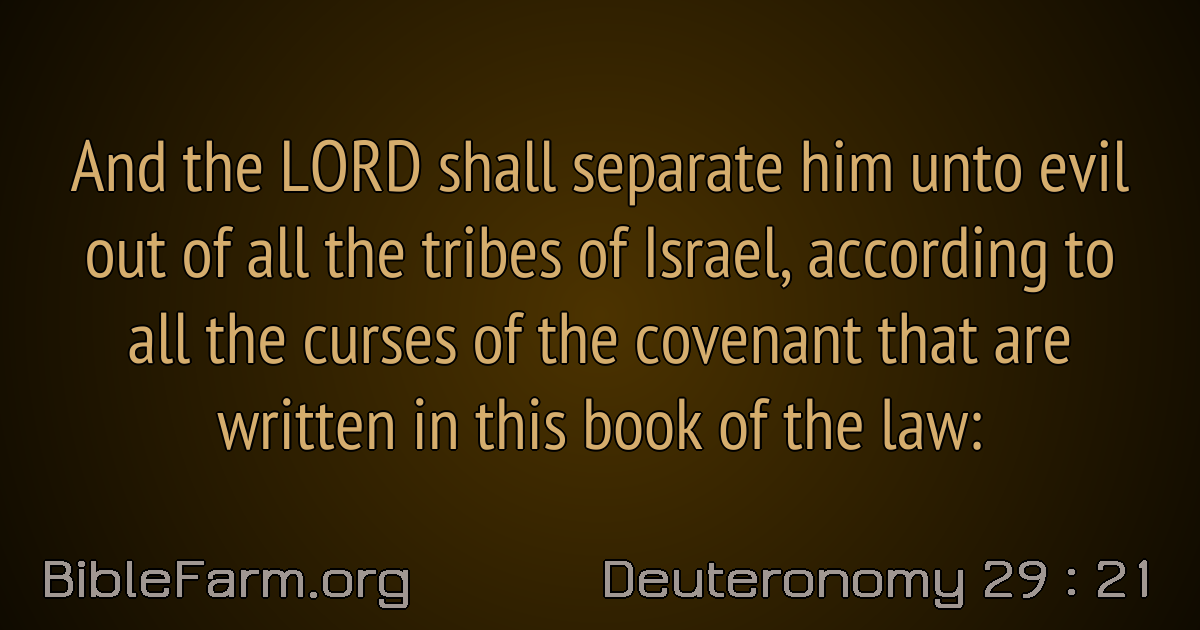 And the LORD shall separate him unto evil
out of all the tribes of Israel, according to
all the curses of the covenant that are
written in this book of the law:
BibleFarm.org
Deuteronomy 29 : 21